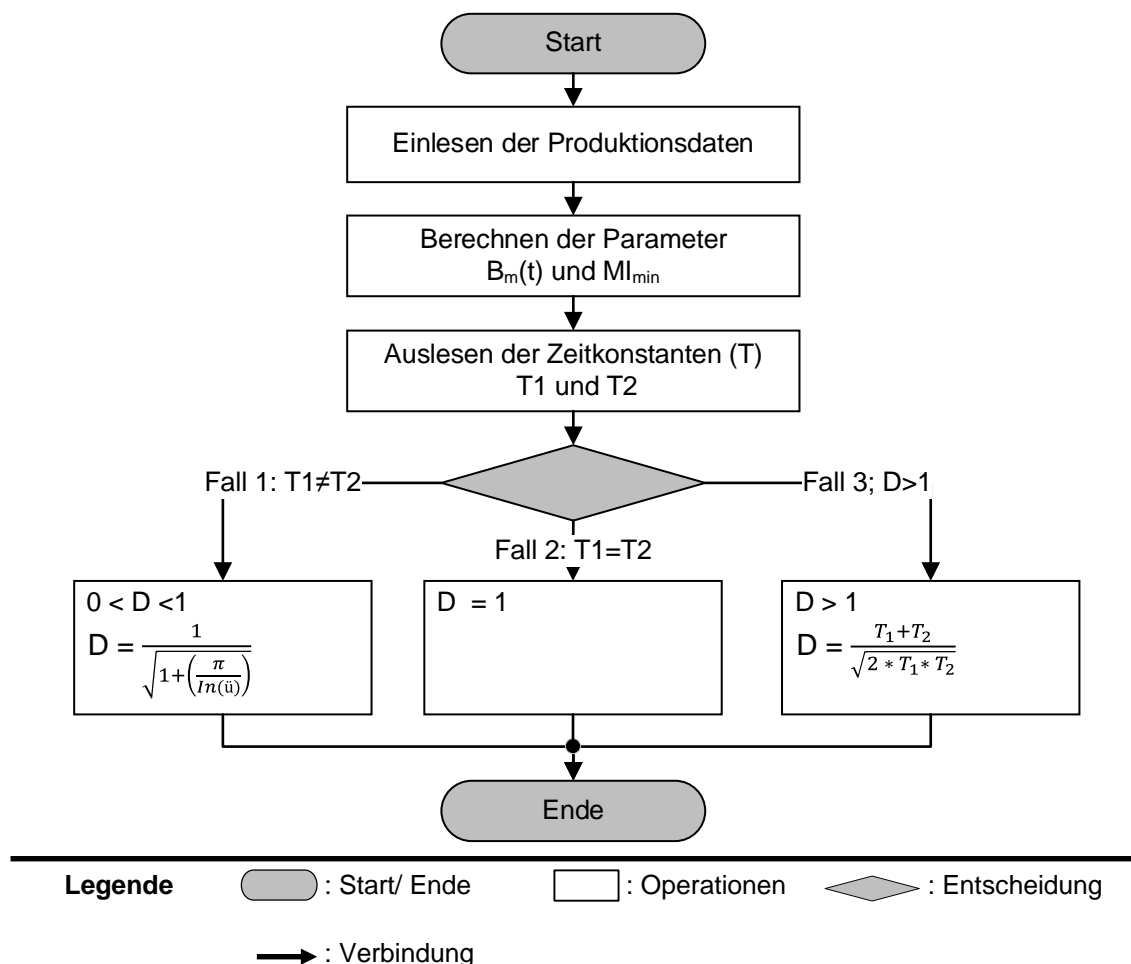 Start
Einlesen der Produktionsdaten
Berechnen der Parameter
Bₘ(t) und MIₘᵢₙ
Auslesen der Zeitkonstanten (T)
T1 und T2
Fall 1: T1≠T2
Fall 3; D>1
Fall 2: T1=T2
0 < D <1
D = 1/√(1+(π/In(ü)))
D = 1
D > 1
D = (T₁+T₂)/√(2 * T₁* T₂)
Ende
Legende
: Start/ Ende
: Operationen
: Entscheidung
: Verbindung